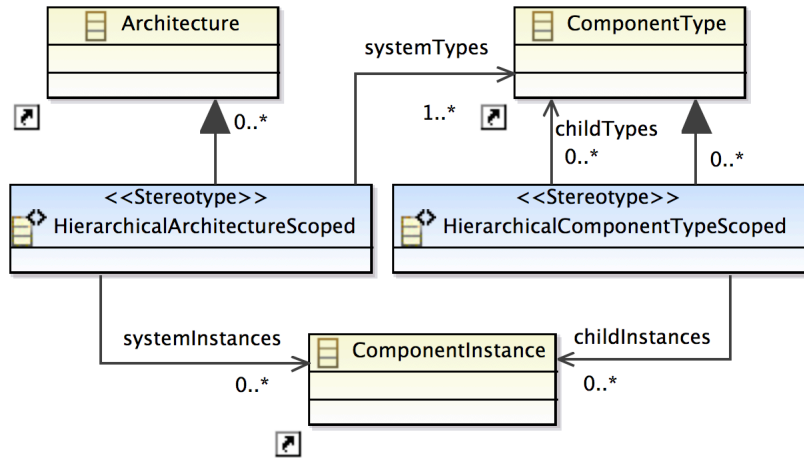 Architecture
ComponentType
systemTypes
0..*
1..*
childTypes
0..*
0..*
<<Stereotype>>
HierarchicalArchitectureScoped
<<Stereotype>>
HierarchicalComponentTypeScoped
systemInstances
0..*
ComponentInstance
childInstances
0..*